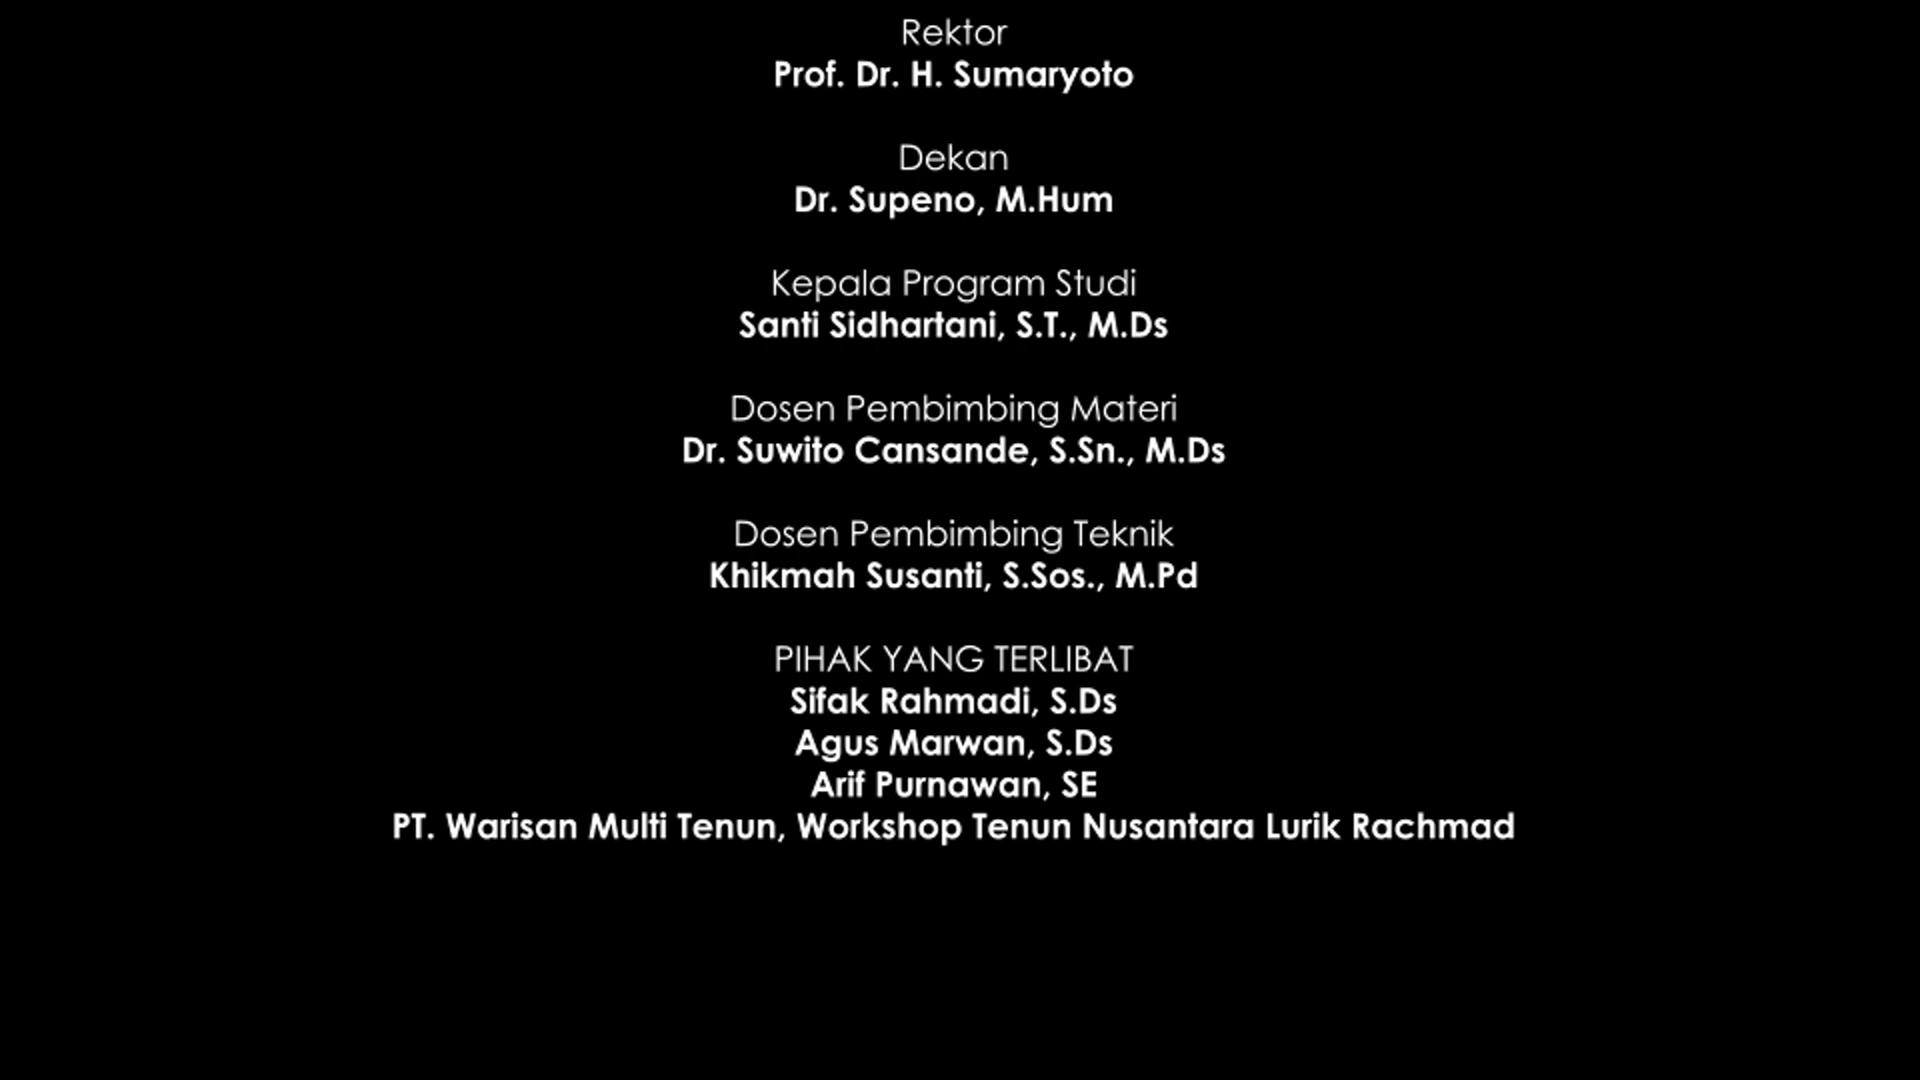 Rektor
Prof. Dr. H. Sumaryoto
Dekan
Dr. Supeno, M.Hum
Kepala Program Studi
Santi Sidhartani, S.T., M.Ds
Dosen Pembimbing Materi
Dr. Suwito Cansande, S.Sn., M.Ds
Dosen Pembimbing Teknik
Khikmah Susanti, S.Sos., M.Pd
PIHAK YANG TERLIBAT
Sifak Rahmadi, S.Ds
Agus Marwan, S.Ds
Arif Purnawan, SE
PT. Warisan Multi Tenun, Workshop Tenun Nusantara Lurik Rachmad